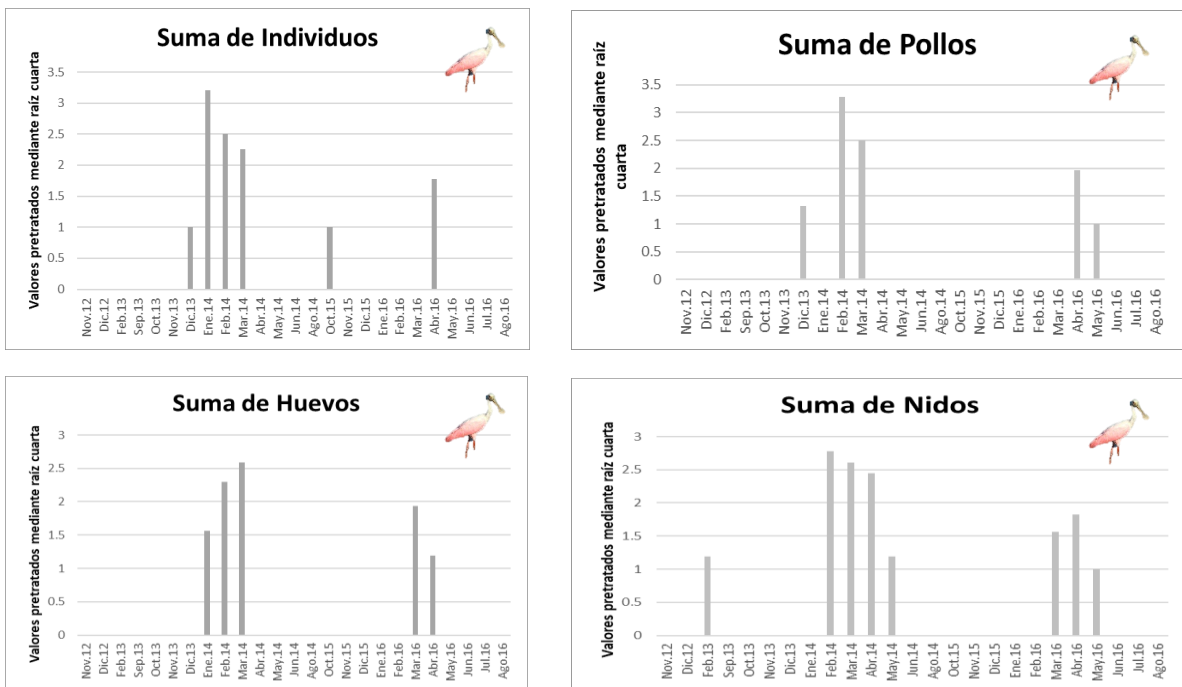 Suma de Individuos
Valores pretratados mediante raíz cuarta
3.5
3
2.5
2
1.5
1
0.5
0
Nov.12 Dic.12 Feb.13 Sep.13 Oct.13 Nov.13 Dic.13 Ene.14 Feb.14 Mar.14 Abr.14 May.14 Jun.14 Ago.14 Oct.15 Nov.15 Dic.15 Ene.16 Feb.16 Mar.16 Abr.16 May.16 Jun.16 Jul.16 Ago.16
Suma de Pollos
Valores pretratados mediante raíz
cuarta
3.5
3
2.5
2
1.5
1
0.5
0
Nov.12 Dic.12 Feb.13 Sep.13 Oct.13 Nov.13 Dic.13 Ene.14 Feb.14 Mar.14 Abr.14 May.14 Jun.14 Ago.14 Oct.15 Nov.15 Dic.15 Ene.16 Feb.16 Mar.16 Abr.16 May.16 Jun.16 Jul.16 Ago.16
Suma de Huevos
Valores pretratados mediante raíz cuarta
3
2.5
2
1.5
1
0.5
0
Nov.12 Dic.12 Feb.13 Sep.13 Oct.13 Nov.13 Dic.13 Ene.14 Feb.14 Mar.14 Abr.14 May.14 Jun.14 Ago.14 Oct.15 Nov.15 Dic.15 Ene.16 Feb.16 Mar.16 Abr.16 May.16 Jun.16 Jul.16 Ago.16
Suma de Nidos
Valores pretratados mediante raíz cuarta
3
2.5
2
1.5
1
0.5
0
Nov.12 Dic.12 Feb.13 Sep.13 Oct.13 Nov.13 Dic.13 Ene.14 Feb.14 Mar.14 Abr.14 May.14 Jun.14 Ago.14 Oct.15 Nov.15 Dic.15 Ene.16 Feb.16 Mar.16 Abr.16 May.16 Jun.16 Jul.16 Ago.16